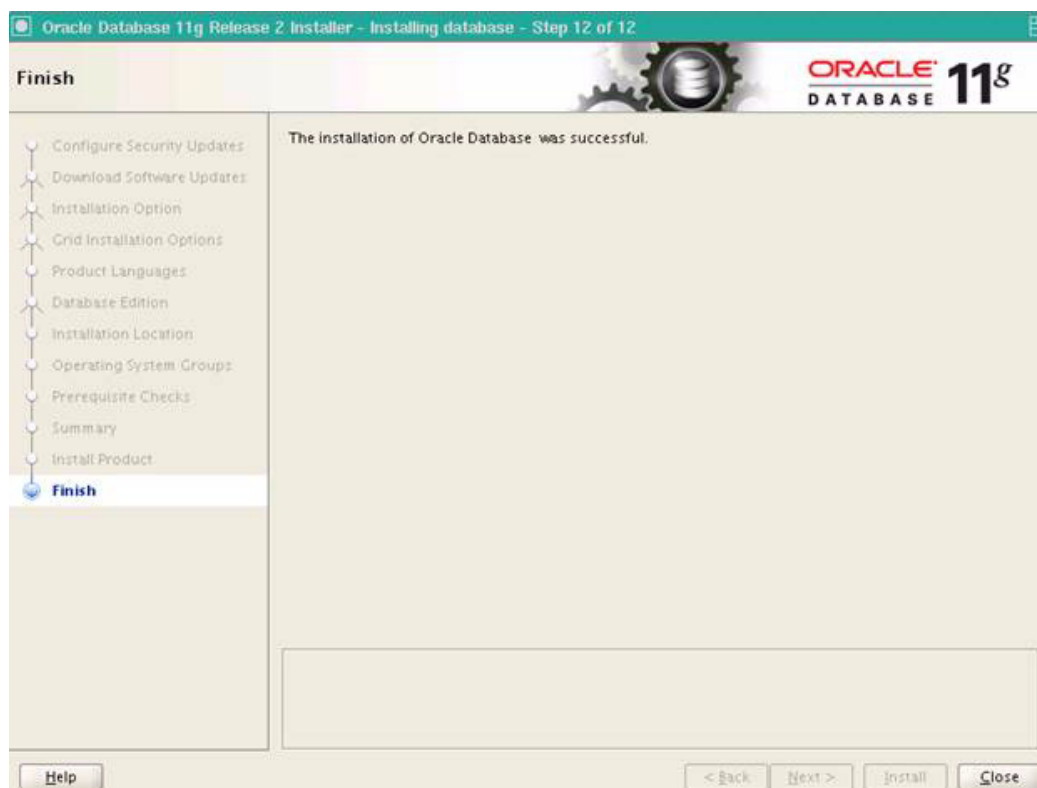 Oracle Database 11g Release 2 Installer - Installing database - Step 12 of 12
Finish
ORACLE
DATABASE
11g
Configure Security Updates
Download Software Updates
Installation Option
Grid Installation Options
Product Languages
Database Edition
Installation Location
Operating System Groups
Prerequisite Checks
Summary
Install Product
Finish
The installation of Oracle Database was successful.
Help
< Back
Next >
Install
Close